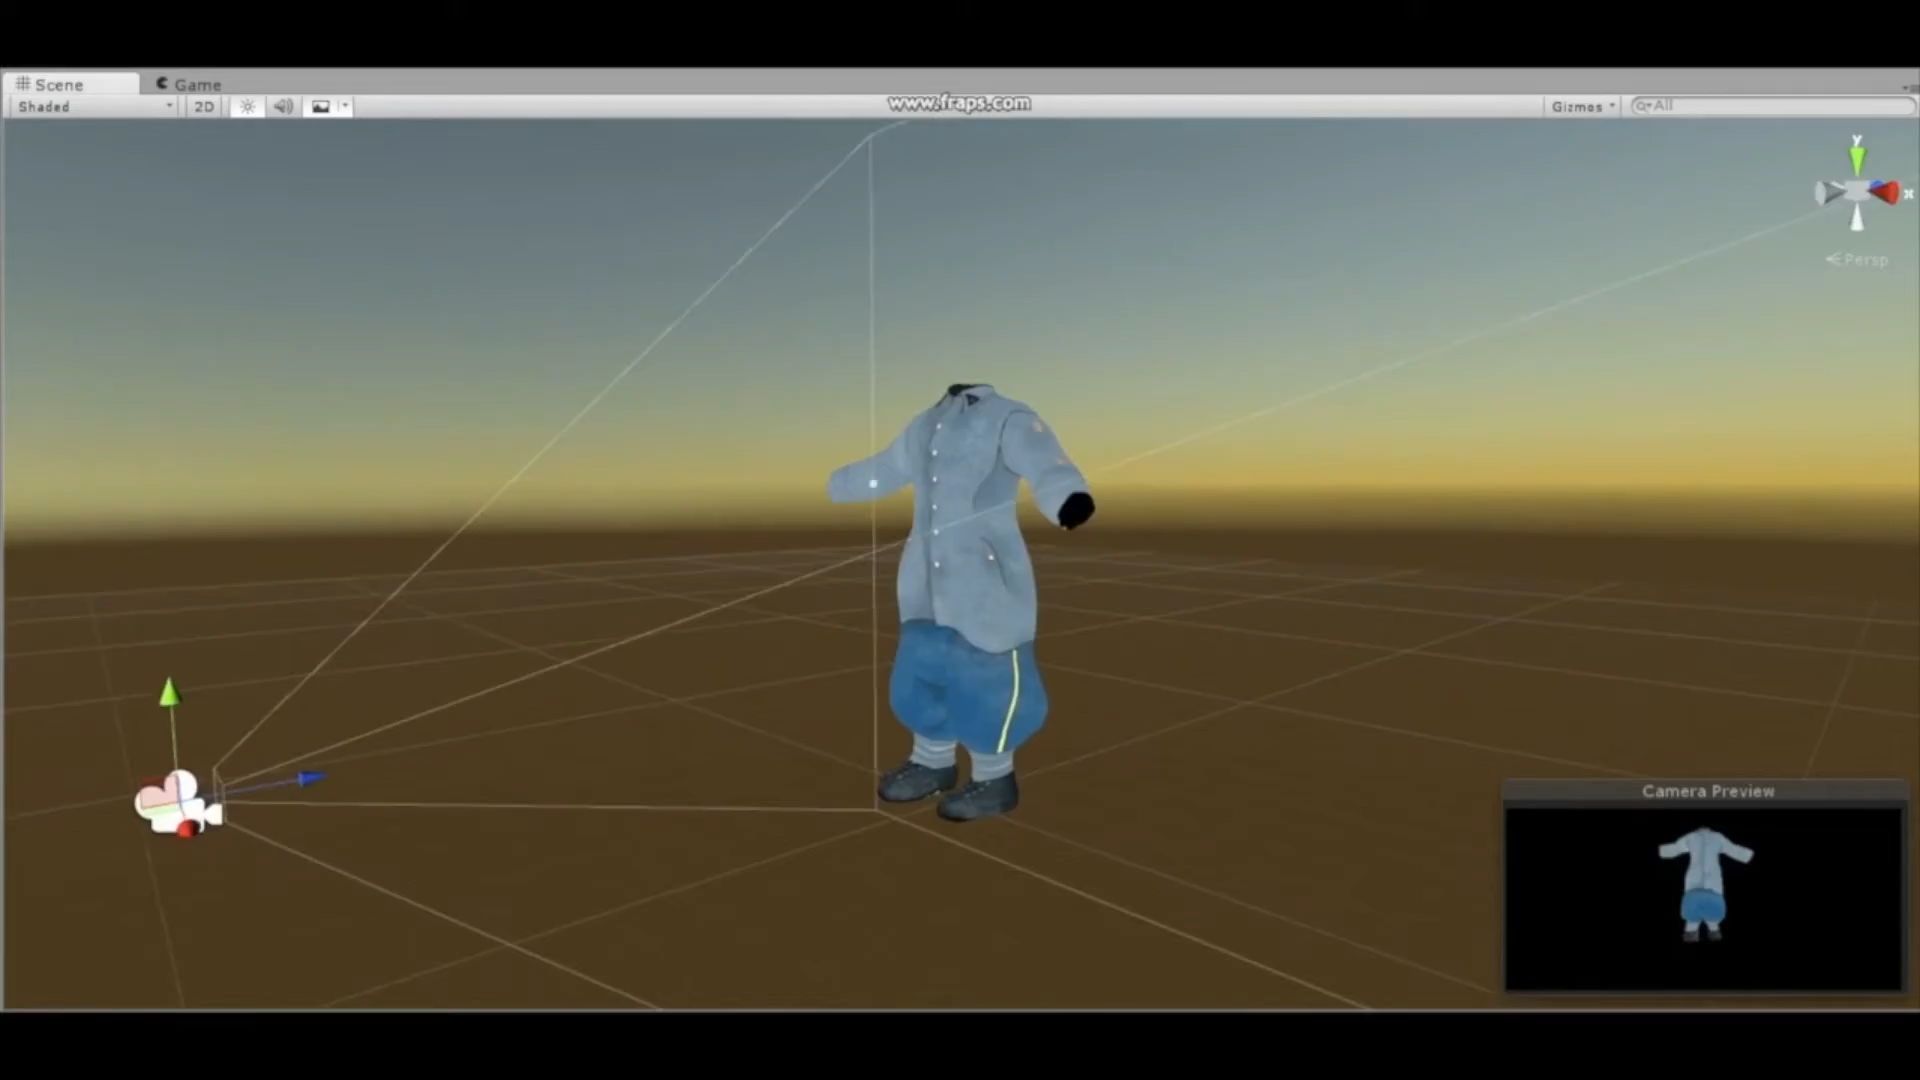 Scene
Game
Shaded
2D
www.fraps.com
Gizmos
All
y
x
Persp
Camera Preview